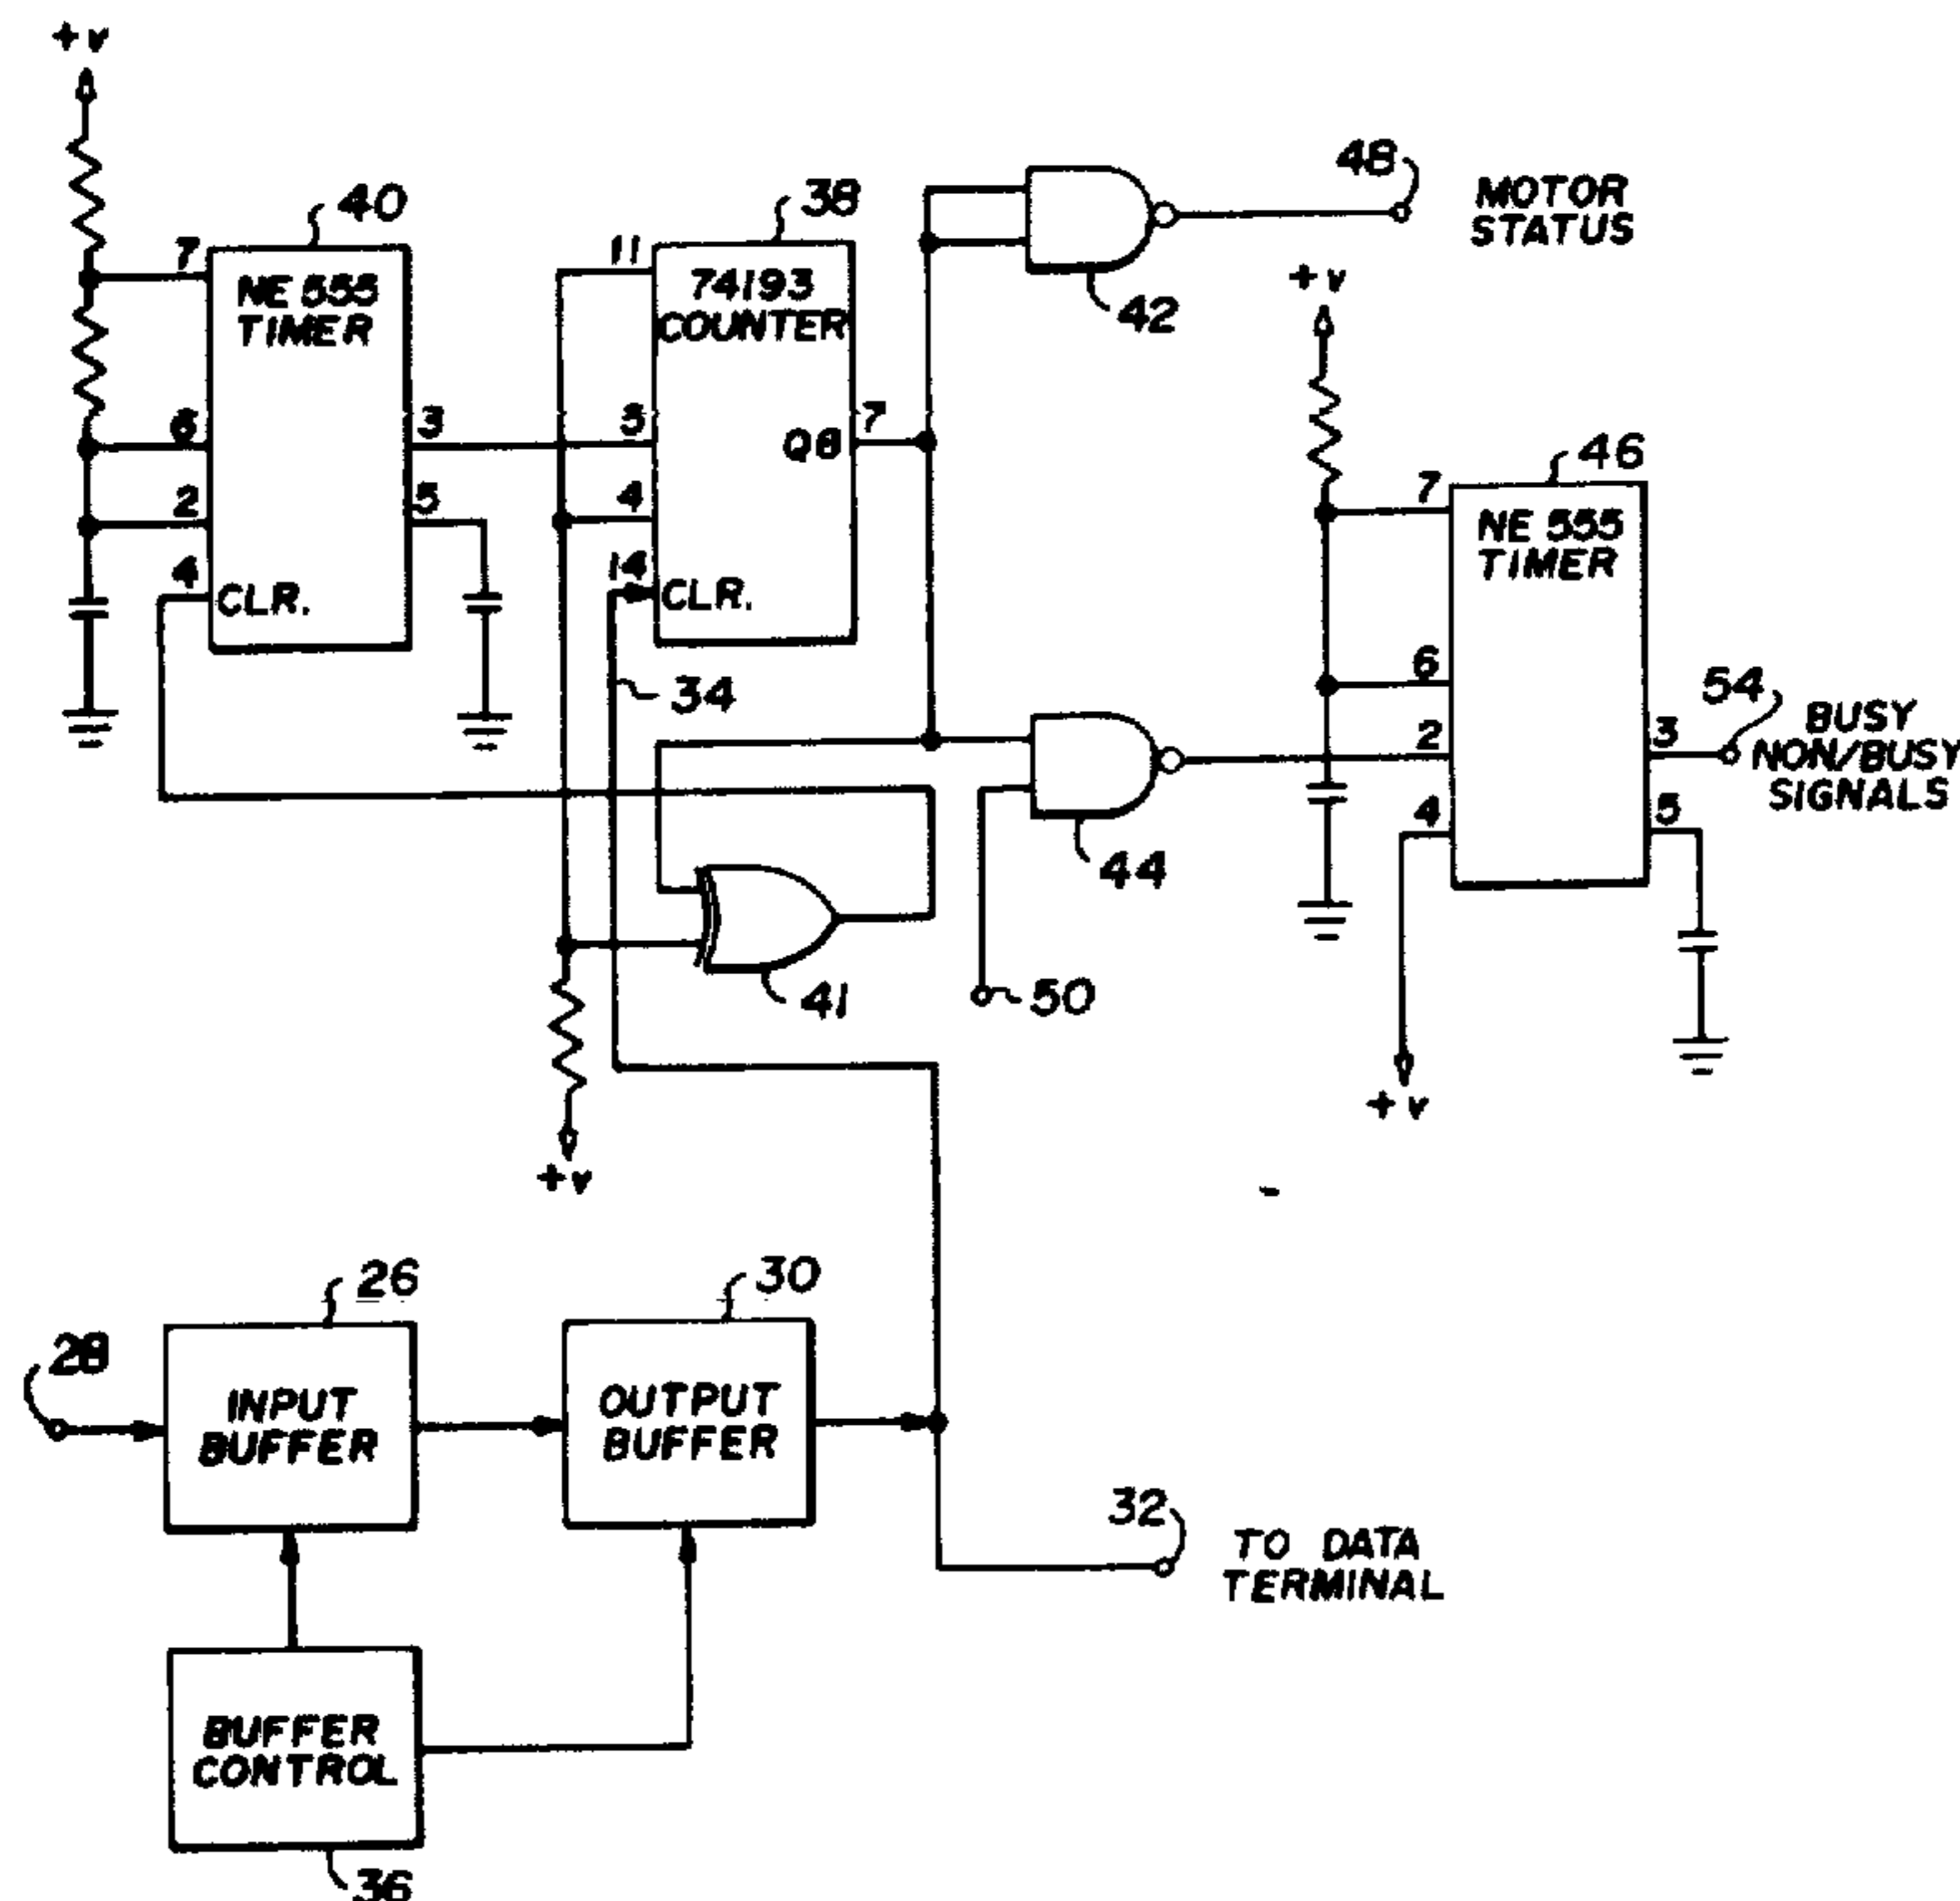 +v
40
7
NE 555
TIMER
6
2
4
CLR.
3
5
38
11
74193
COUNTER
5
4
14
CLR.
Q8
7
34
42
48
MOTOR
STATUS
+v
46
7
NE 555
TIMER
6
2
4
3
5
54
BUSY
NON/BUSY
SIGNALS
44
41
50
+v
+v
26
30
28
INPUT
BUFFER
OUTPUT
BUFFER
32
TO DATA
TERMINAL
BUFFER
CONTROL
36